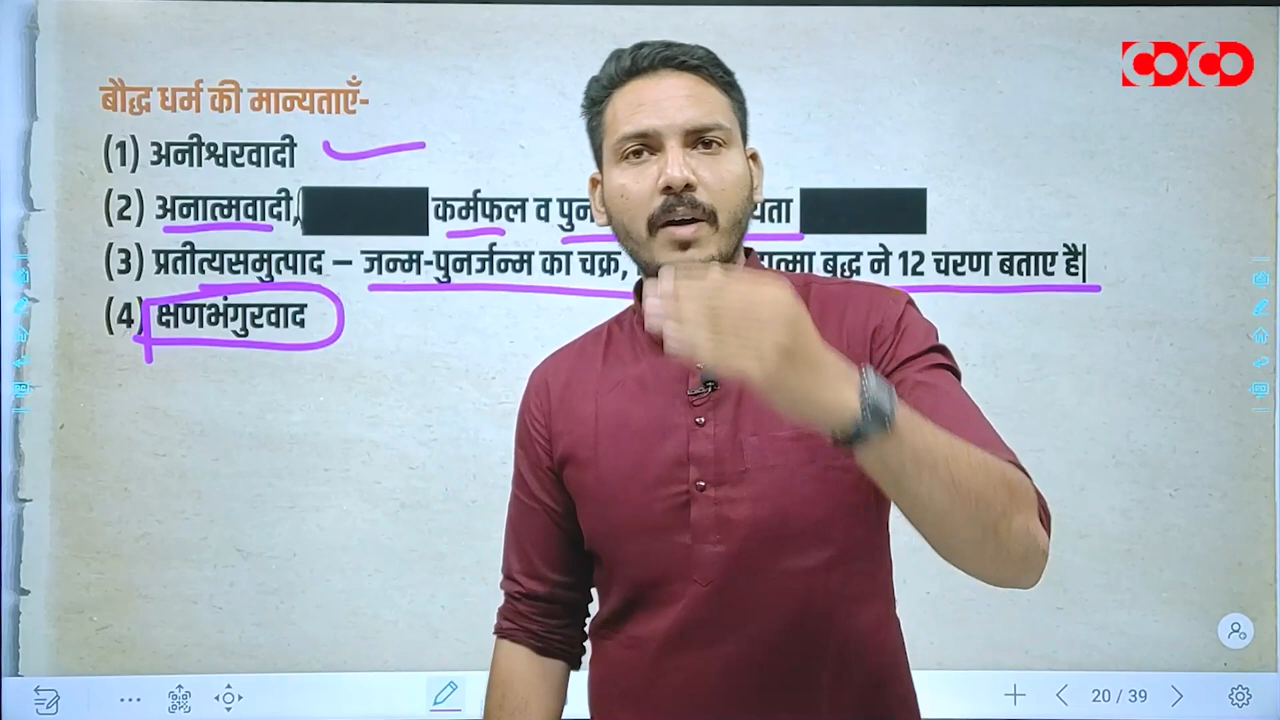 बौद्ध धर्म की मान्यताएँ-
(1) अनीश्वरवादी
(2) अनात्मवादी, कर्मफल व
(3) प्रतीत्यसमुत्पाद – जन्म-पुनर्जन्म का चक्र, बुद्ध ने 12 चरण बताए है|
(4) क्षणभंगुरवाद
20 / 39